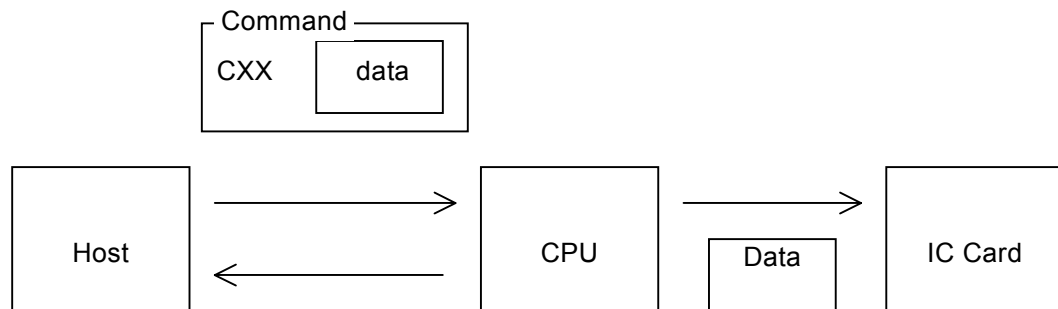 Command
CXX data
Host
CPU
Data
IC Card